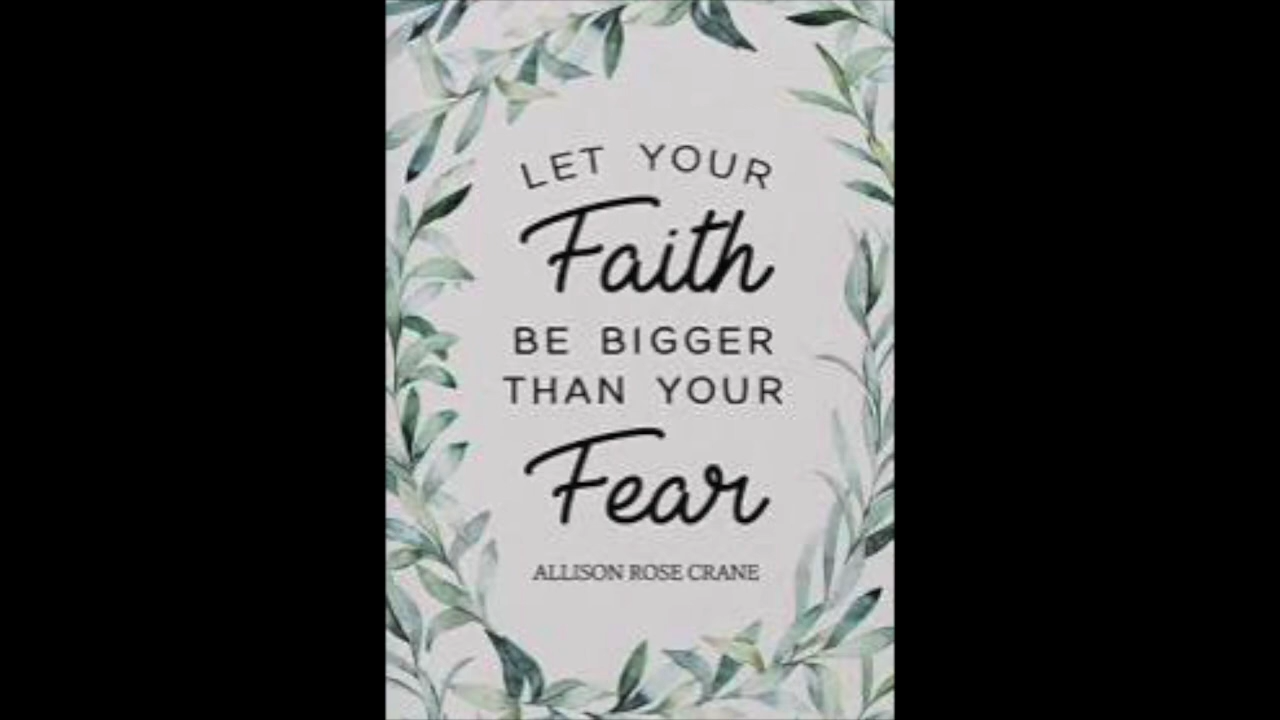 LET YOUR
Faith
BE BIGGER
THAN YOUR
Fear
ALLISON ROSE CRANE